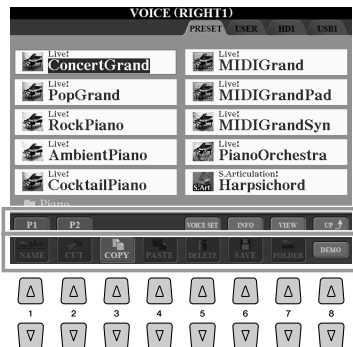 VOICE (RIGHT1)
PRESET USER HD1 USB1
Live!
ConcertGrand
Live!
MIDIGrand
Live!
PopGrand
Live!
MIDIGrandPad
Live!
RockPiano
Live!
MIDIGrandSyn
Live!
AmbientPiano
Live!
PianoOrchestra
Live!
CocktailPiano
S.Art
S.Articulation!
Harpsichord
Piano
P1 P2 VOICE SET INFO VIEW UP
NAME CUT COPY PASTE DELETE SAVE FOLDER DEMO
1 2 3 4 5 6 7 8